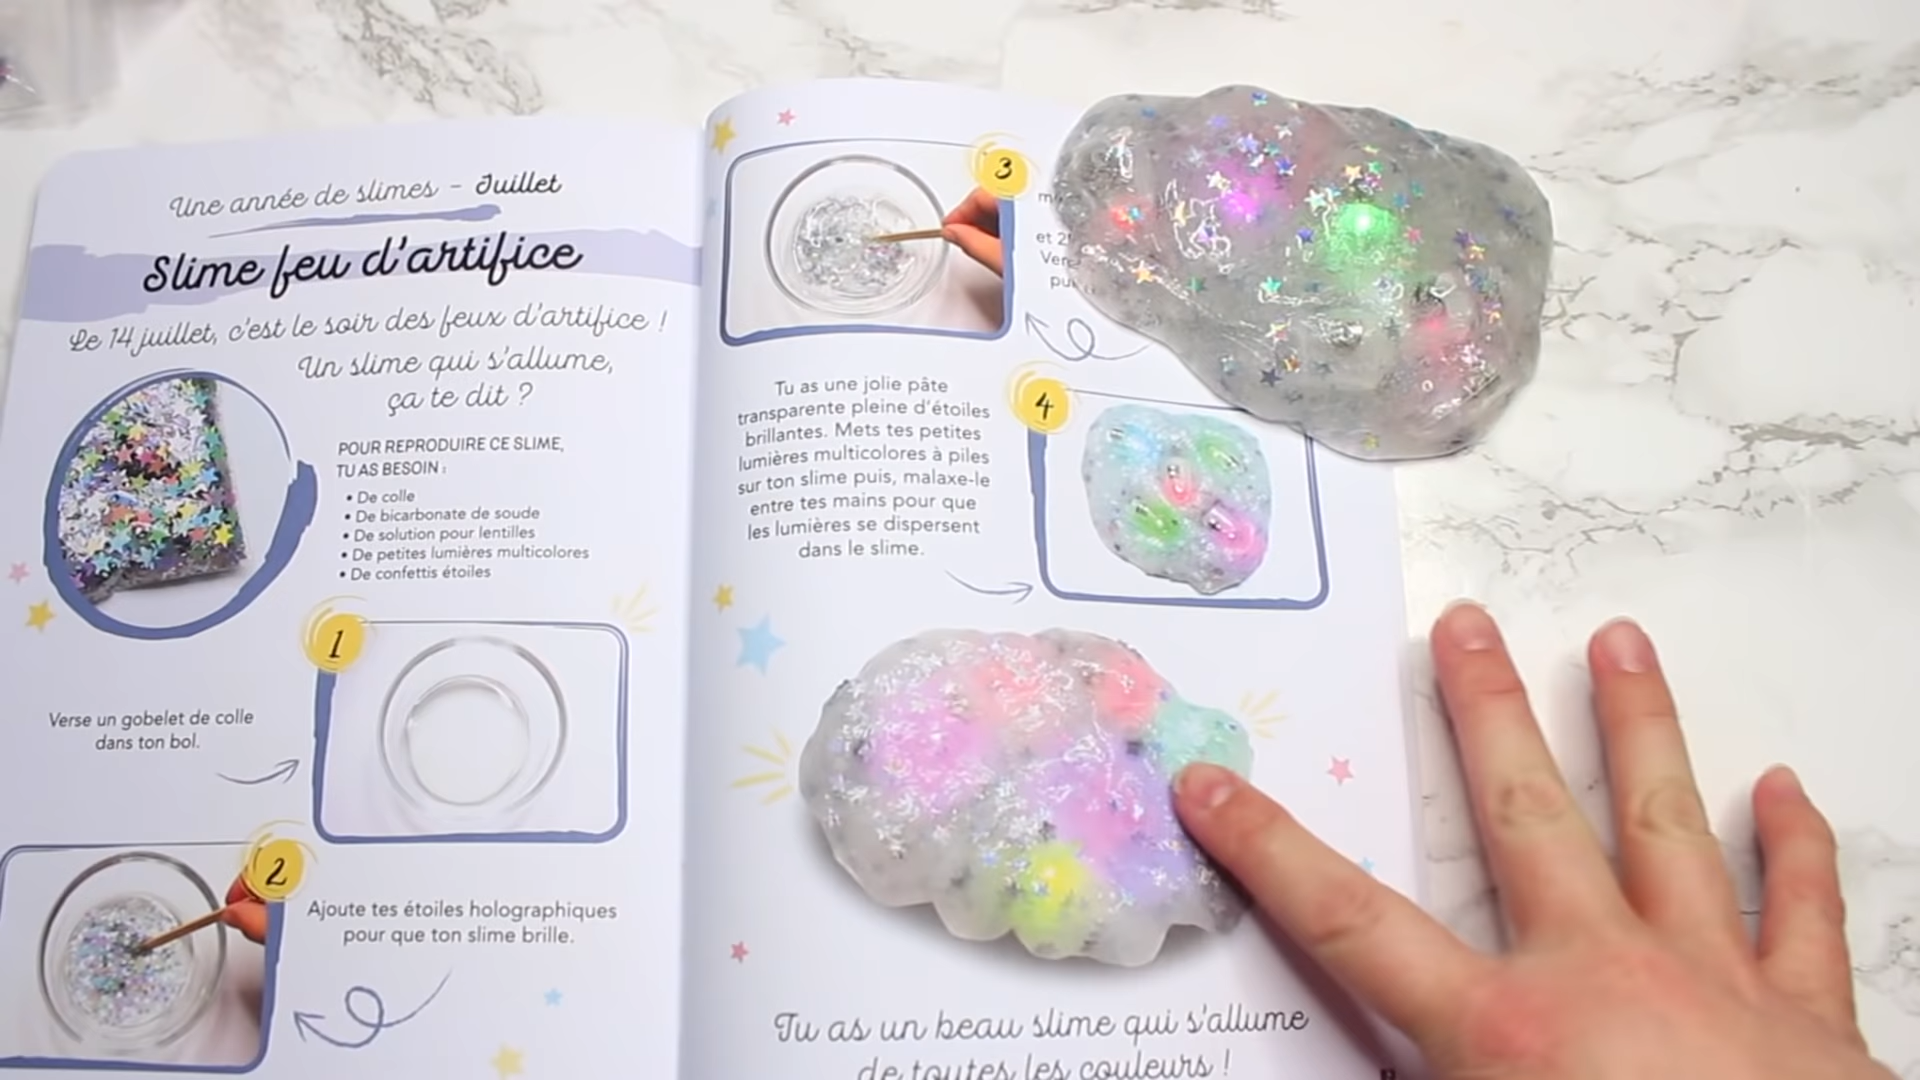 Une année de slimes - Juillet
Slime feu d'artifice
Le 14 juillet, c'est le soir des feux d'artifice !
Un slime qui s'allume,
ça te dit ?
POUR REPRODUIRE CE SLIME,
TU AS BESOIN :
• De colle
• De bicarbonate de soude
• De solution pour lentilles
• De petites lumières multicolores
• De confettis étoiles
1
Verse un gobelet de colle
dans ton bol.
2
Ajoute tes étoiles holographiques
pour que ton slime brille.
3
et
Tu as une jolie pâte
transparente pleine d'étoiles
brillantes. Mets tes petites
lumières multicolores à piles
sur ton slime puis, malaxe-le
entre tes mains pour que
les lumières se dispersent
dans le slime.
4
Tu as un beau slime qui s'allume
de toutes les couleurs !